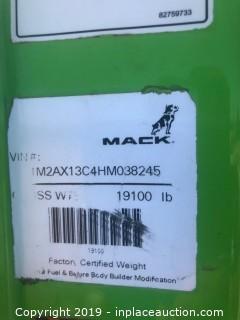 82759733
MACK
VIN #:
1M2AX13C4HM038245
SS W 19100 lb
19100
Factory Certified Weight
Fuel & Before Body Builder Modification
Copyright 2019 - inplaceauction.com